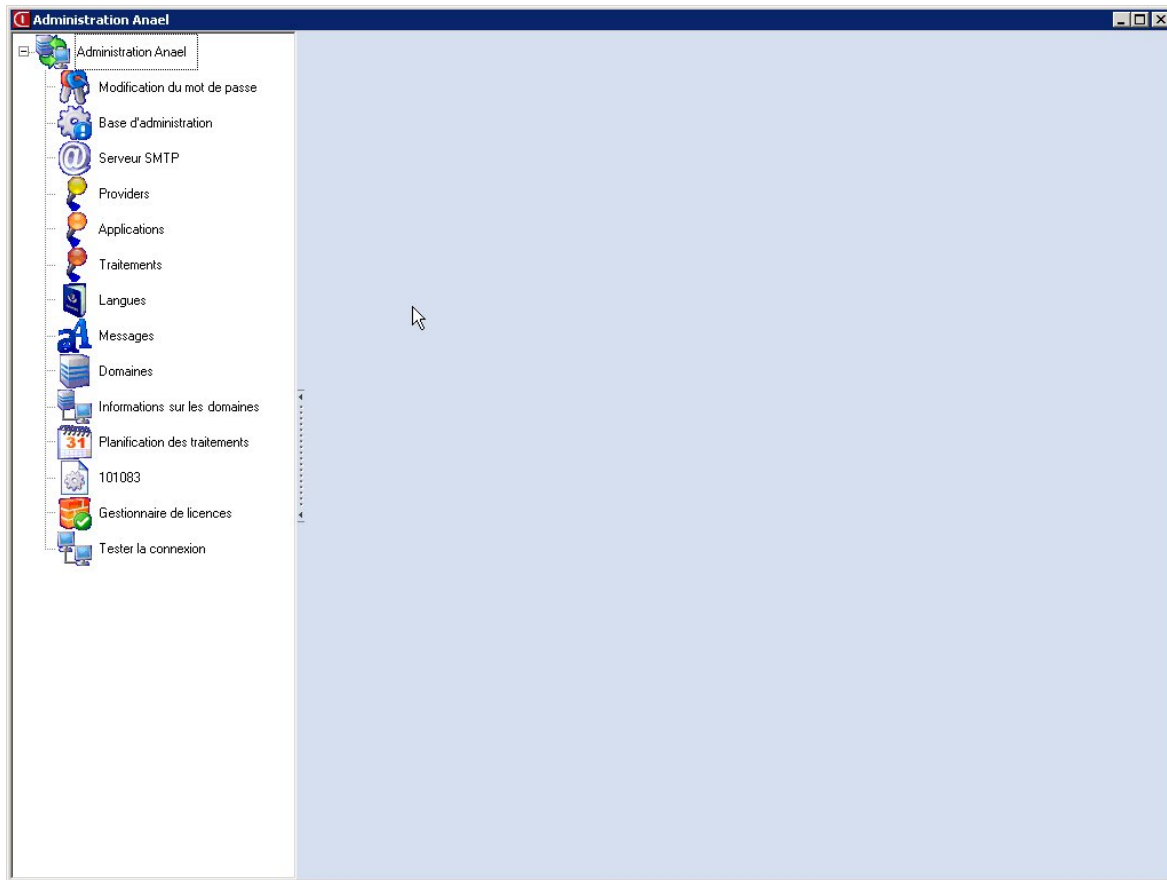 Administration Anael
Administration Anael
Modification du mot de passe
Base d'administration
Serveur SMTP
Providers
Applications
Traitements
Langues
Messages
Domaines
Informations sur les domaines
31 Planification des traitements
101083
Gestionnaire de licences
Tester la connexion